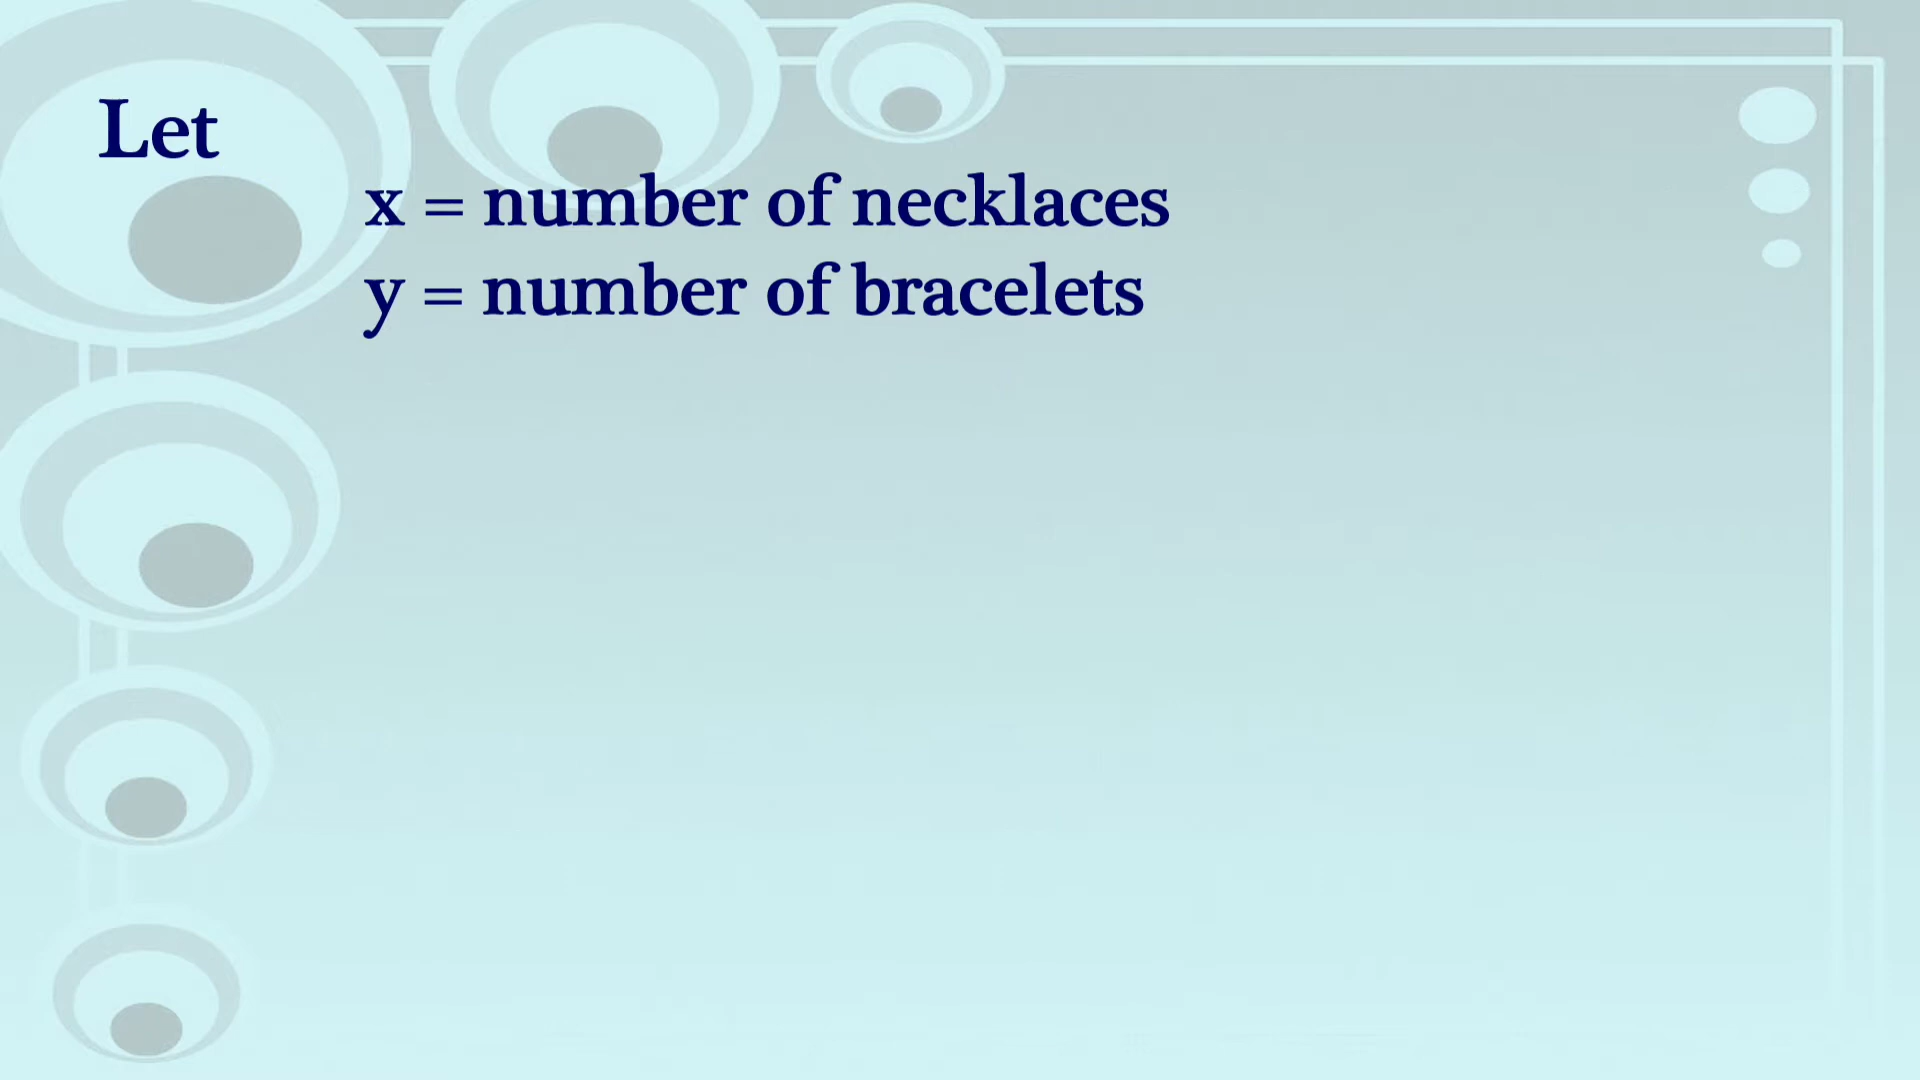 Let
x = number of necklaces
y = number of bracelets